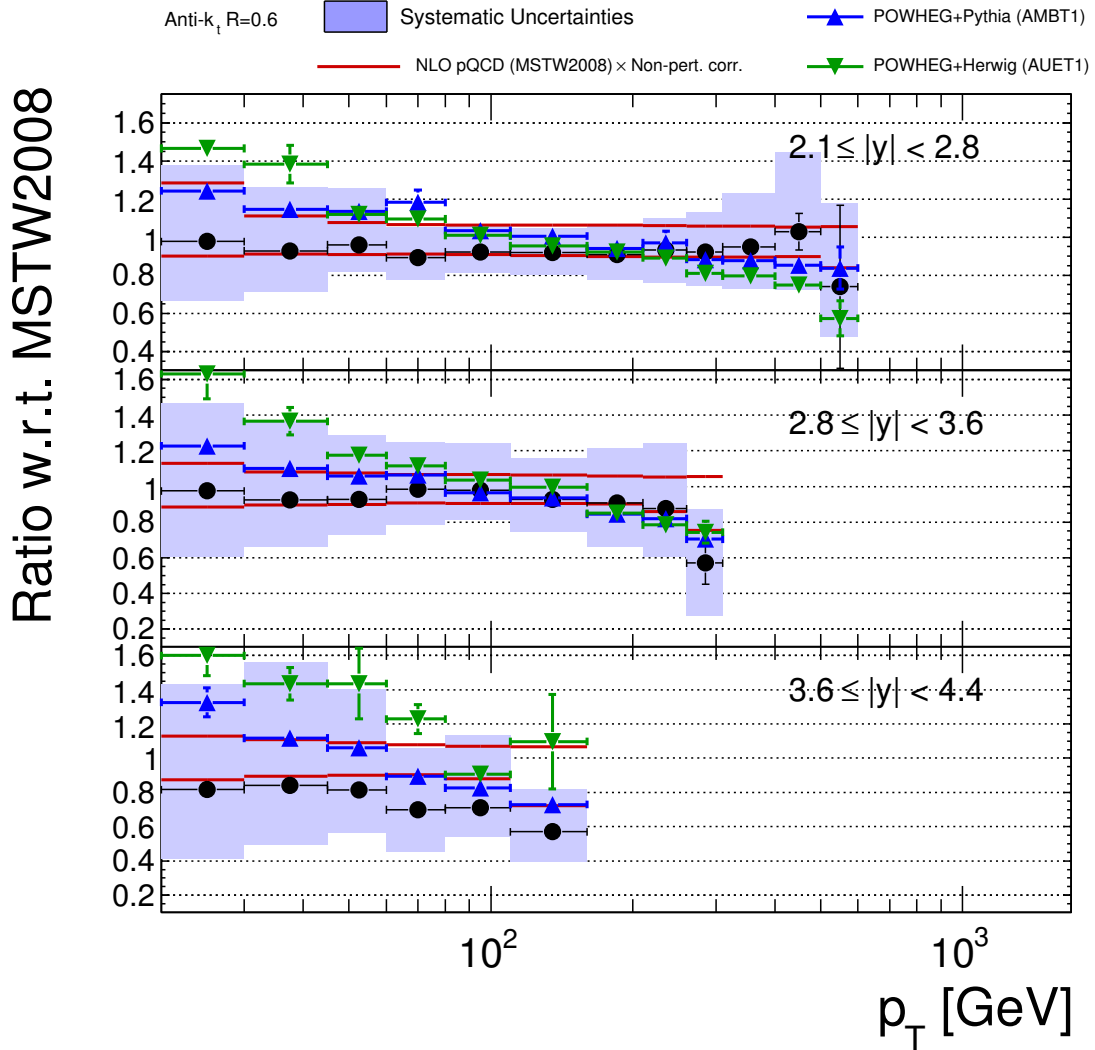 Anti-k_t R=0.6
Systematic Uncertainties
POWHEG+Pythia (AMBT1)
NLO pQCD (MSTW2008) × Non-pert. corr.
POWHEG+Herwig (AUET1)
Ratio w.r.t. MSTW2008
2.1 ≤ |y| < 2.8
1.6
1.4
1.2
1
0.8
0.6
0.4
2.8 ≤ |y| < 3.6
1.6
1.4
1.2
1
0.8
0.6
0.4
0.2
3.6 ≤ |y| < 4.4
1.6
1.4
1.2
1
0.8
0.6
0.4
0.2
10^2
10^3
p_T [GeV]